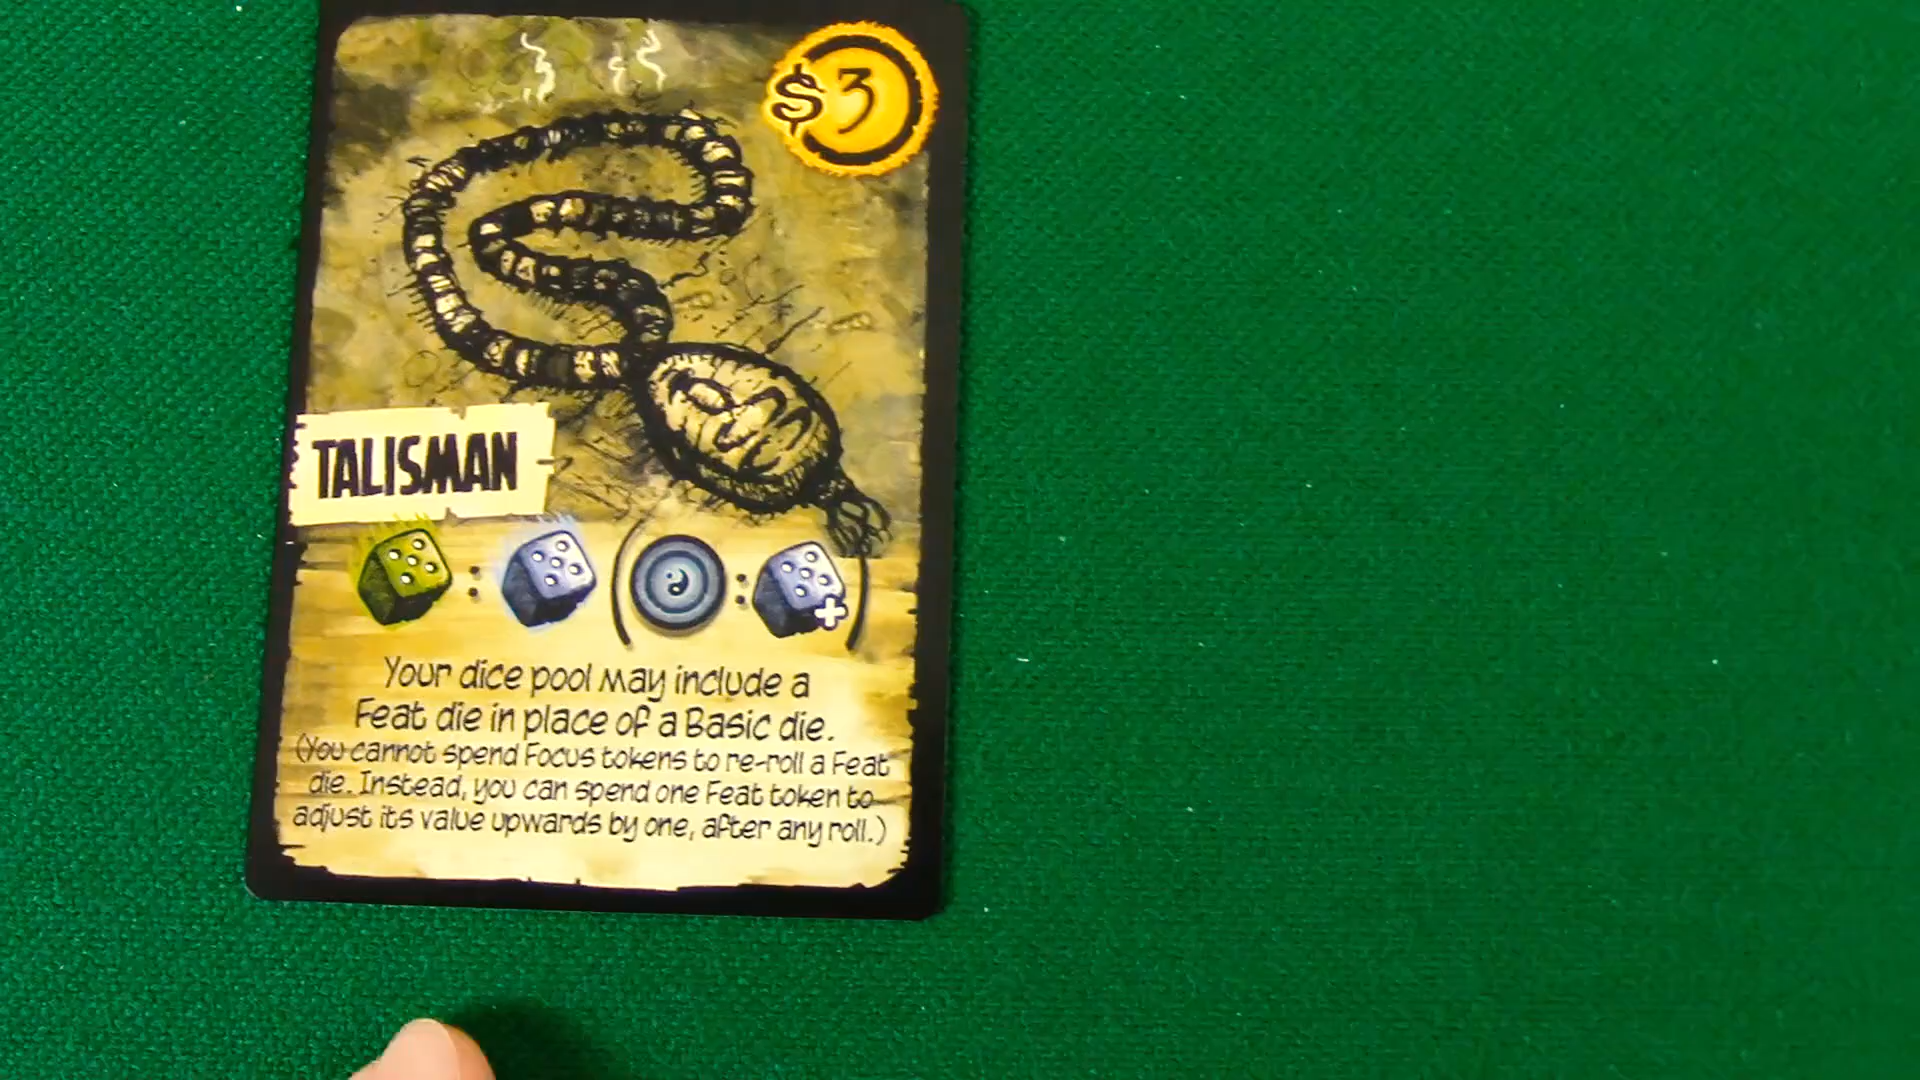 $3
TALISMAN
Your dice pool may include a
Feat die in place of a Basic die.
(You cannot spend Focus tokens to re-roll a Feat
die. Instead, you can spend one Feat token to
adjust its value upwards by one, after any roll.)